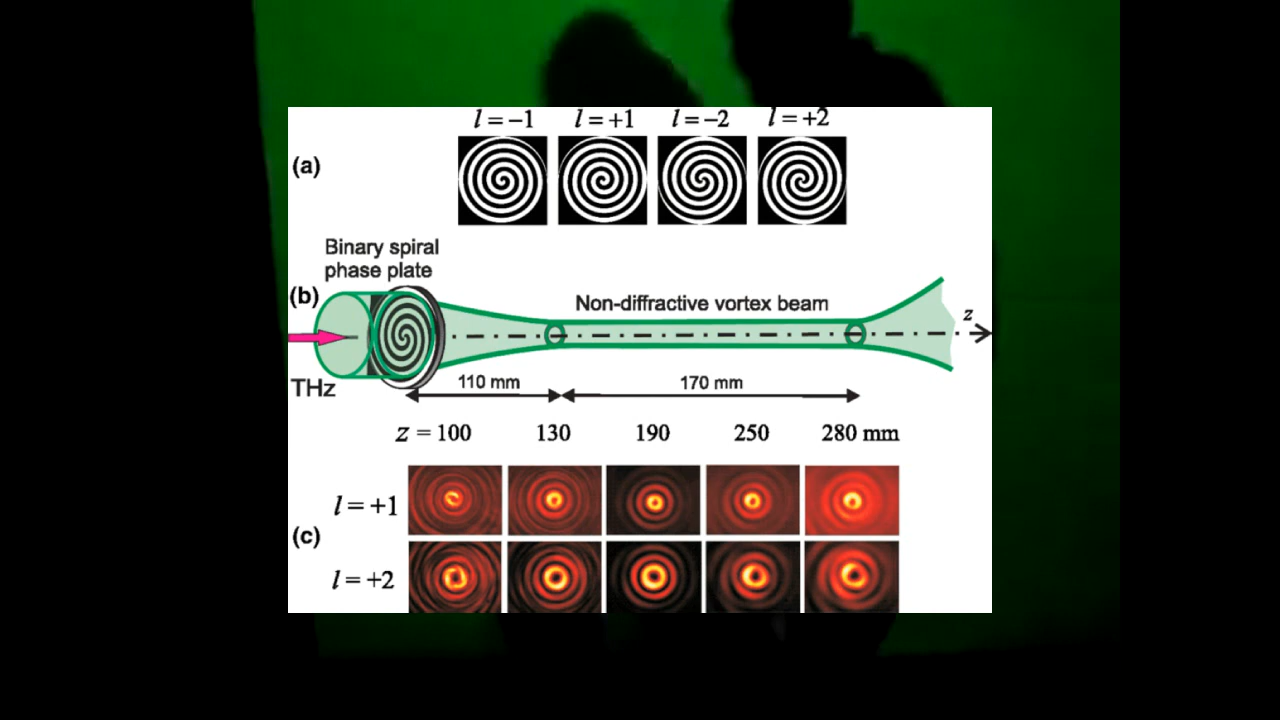 l = −1 l = +1 l = −2 l = +2
(a)
Binary spiral
phase plate
(b)
Non-diffractive vortex beam
z
THz
110 mm 170 mm
z = 100 130 190 250 280 mm
l = +1
(c)
l = +2